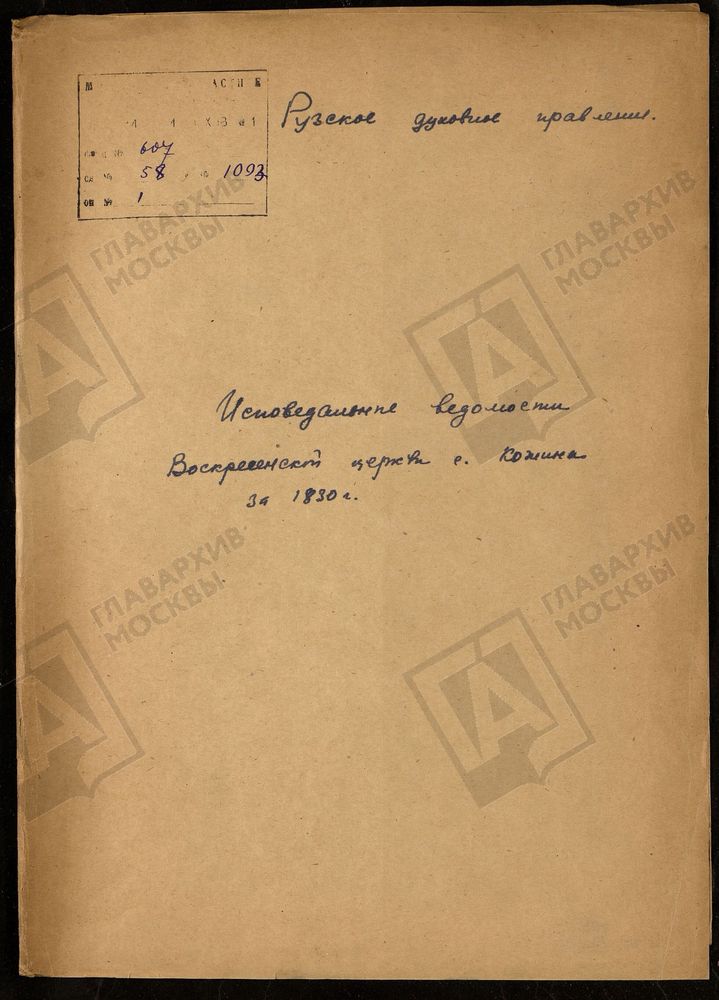 Рузское духовное правление.
607
58 1093
1
Исповедальные ведомости
Воскресенской церкви с. Кожина
за 1830 г.
ГЛАВАРХИВ
МОСКВЫ
ГЛАВАРХИВ
МОСКВЫ
ГЛАВАРХИВ
МОСКВЫ
ГЛАВАРХИВ
МОСКВЫ